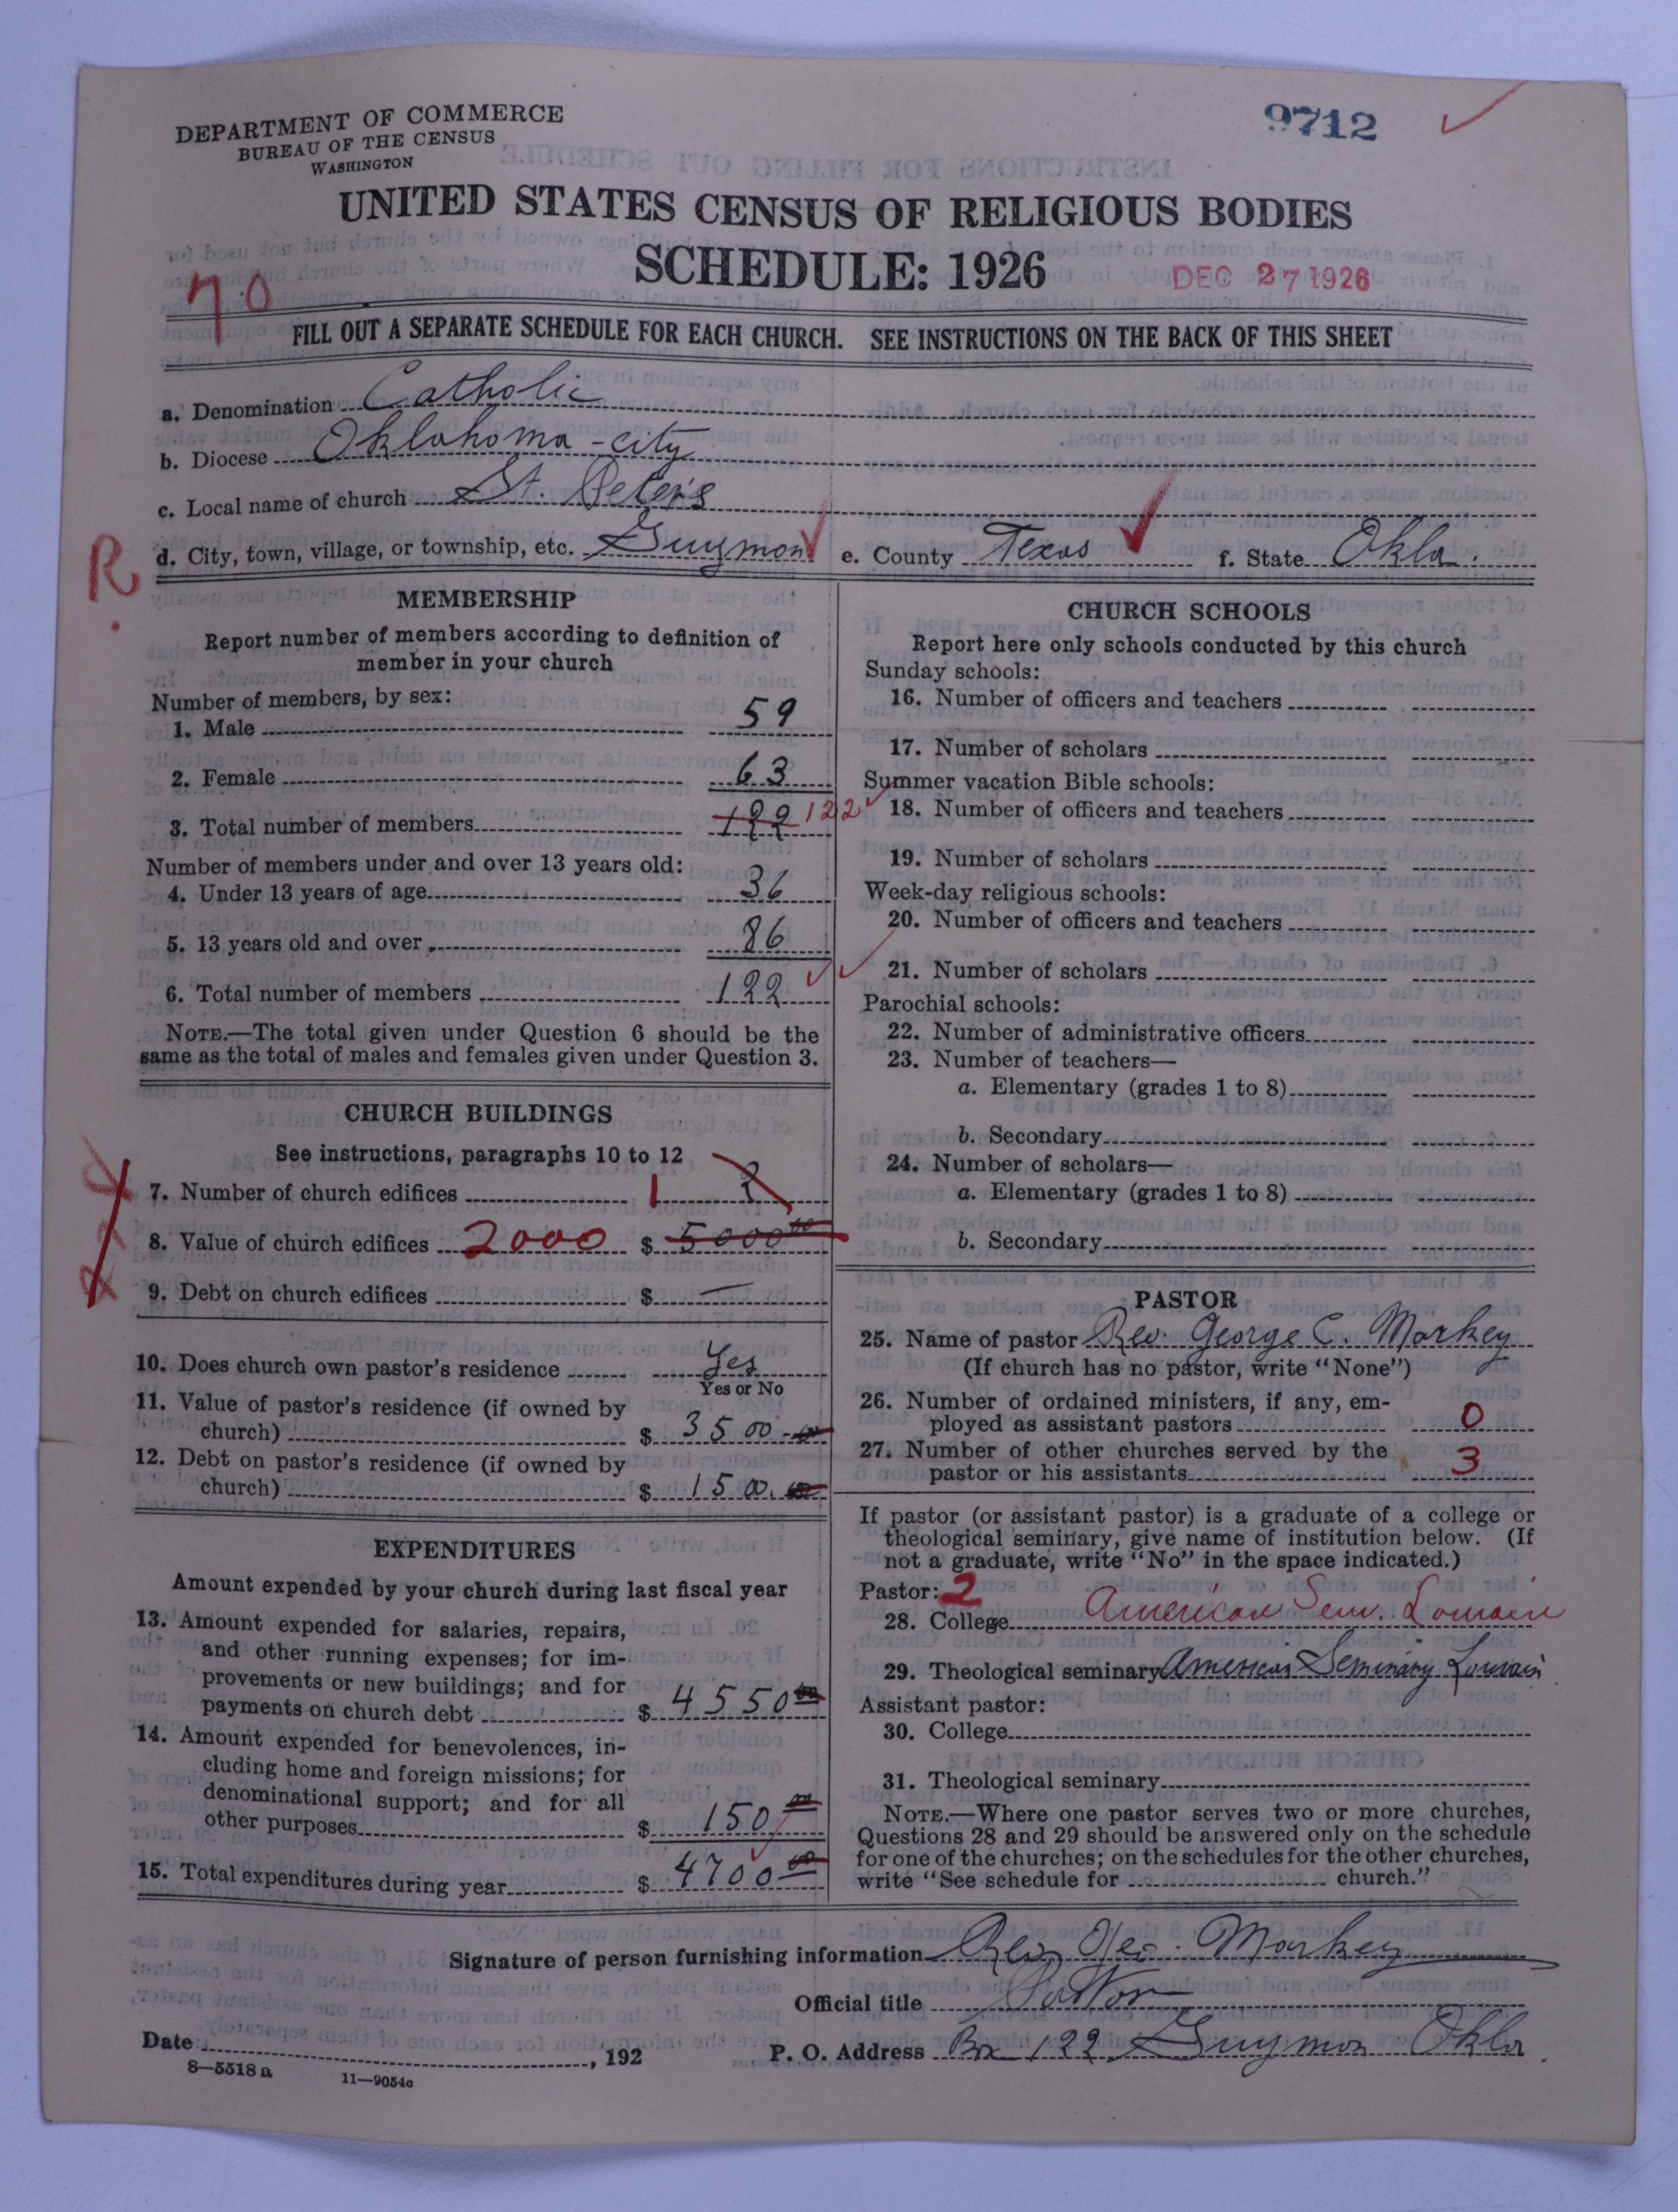 DEPARTMENT OF COMMERCE
BUREAU OF THE CENSUS
WASHINGTON
9712
UNITED STATES CENSUS OF RELIGIOUS BODIES
SCHEDULE: 1926
DEC 27 1926
70
FILL OUT A SEPARATE SCHEDULE FOR EACH CHURCH. SEE INSTRUCTIONS ON THE BACK OF THIS SHEET
a. Denomination Catholic
b. Diocese Oklahoma-city
c. Local name of church St. Peter's
d. City, town, village, or township, etc. Guymon e. County Texas f. State Okla.
R.
MEMBERSHIP
Report number of members according to definition of
member in your church
Number of members, by sex:
1. Male 59
2. Female 63
3. Total number of members 122 122
Number of members under and over 13 years old:
4. Under 13 years of age 36
5. 13 years old and over 86
6. Total number of members 122
NOTE.—The total given under Question 6 should be the
same as the total of males and females given under Question 3.
CHURCH BUILDINGS
See instructions, paragraphs 10 to 12
7. Number of church edifices 1 2
8. Value of church edifices 2000 $ 5000 00
9. Debt on church edifices $ —
10. Does church own pastor's residence Yes
Yes or No
11. Value of pastor's residence (if owned by
church) $ 3500.00
12. Debt on pastor's residence (if owned by
church) $ 1500.00
EXPENDITURES
Amount expended by your church during last fiscal year
13. Amount expended for salaries, repairs,
and other running expenses; for im-
provements or new buildings; and for
payments on church debt $ 4550 00
14. Amount expended for benevolences, in-
cluding home and foreign missions; for
denominational support; and for all
other purposes $ 150 00
15. Total expenditures during year $ 4700 00
CHURCH SCHOOLS
Report here only schools conducted by this church
Sunday schools:
16. Number of officers and teachers
17. Number of scholars
Summer vacation Bible schools:
18. Number of officers and teachers
19. Number of scholars
Week-day religious schools:
20. Number of officers and teachers
21. Number of scholars
Parochial schools:
22. Number of administrative officers
23. Number of teachers—
a. Elementary (grades 1 to 8)
b. Secondary
24. Number of scholars—
a. Elementary (grades 1 to 8)
b. Secondary
PASTOR
25. Name of pastor Rev. George C. Markey
(If church has no pastor, write "None")
26. Number of ordained ministers, if any, em-
ployed as assistant pastors 0
27. Number of other churches served by the
pastor or his assistants 3
If pastor (or assistant pastor) is a graduate of a college or
theological seminary, give name of institution below. (If
not a graduate, write "No" in the space indicated.)
Pastor: 2
28. College American Sem. Louvain
29. Theological seminary American Seminary Louvain
Assistant pastor:
30. College
31. Theological seminary
NOTE.—Where one pastor serves two or more churches,
Questions 28 and 29 should be answered only on the schedule
for one of the churches; on the schedules for the other churches,
write "See schedule for church."
Signature of person furnishing information Rev. Geo. Markey
Official title Pastor
Date , 192 P. O. Address Box 122 Guymon Okla.
8—5518 a 11—9054c